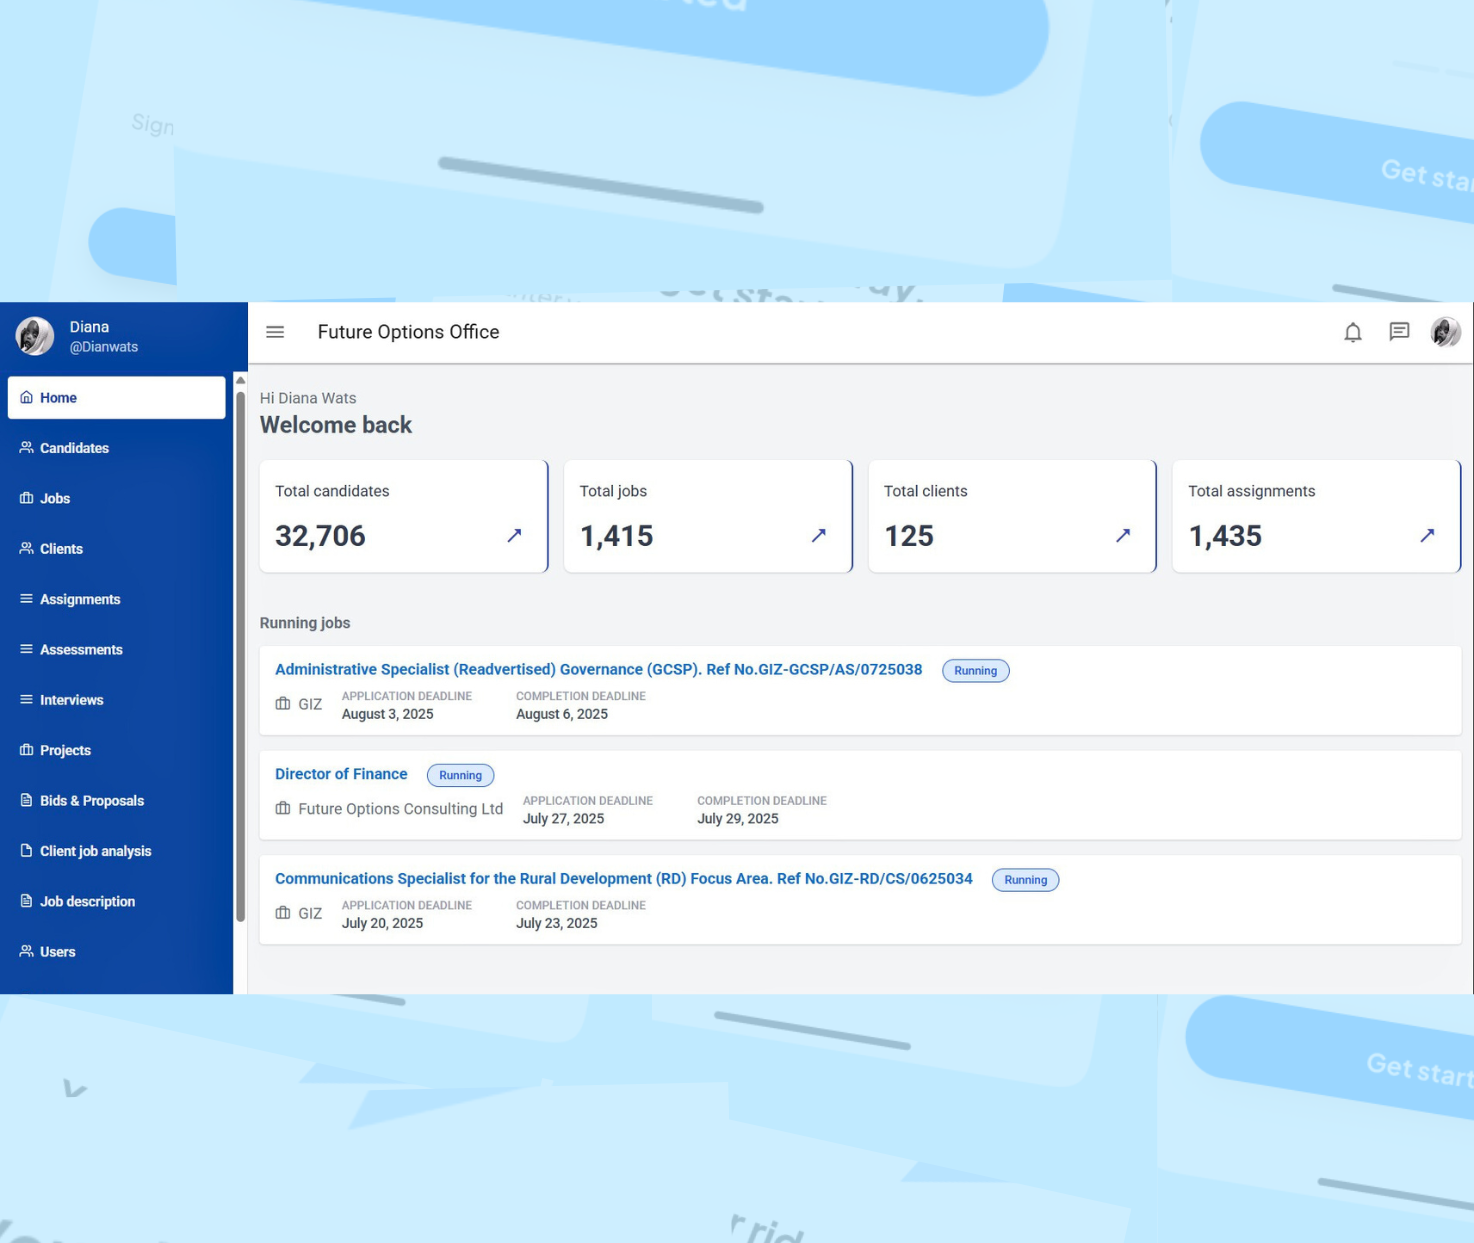 Sign
Get sta
Diana
@Dianwats
Future Options Office
Home
Candidates
Jobs
Clients
Assignments
Assessments
Interviews
Projects
Bids & Proposals
Client job analysis
Job description
Users
Hi Diana Wats
Welcome back
Total candidates
32,706
Total jobs
1,415
Total clients
125
Total assignments
1,435
Running jobs
Administrative Specialist (Readvertised) Governance (GCSP). Ref No.GIZ-GCSP/AS/0725038 Running
GIZ
APPLICATION DEADLINE
August 3, 2025
COMPLETION DEADLINE
August 6, 2025
Director of Finance Running
Future Options Consulting Ltd
APPLICATION DEADLINE
July 27, 2025
COMPLETION DEADLINE
July 29, 2025
Communications Specialist for the Rural Development (RD) Focus Area. Ref No.GIZ-RD/CS/0625034 Running
GIZ
APPLICATION DEADLINE
July 20, 2025
COMPLETION DEADLINE
July 23, 2025
Get start